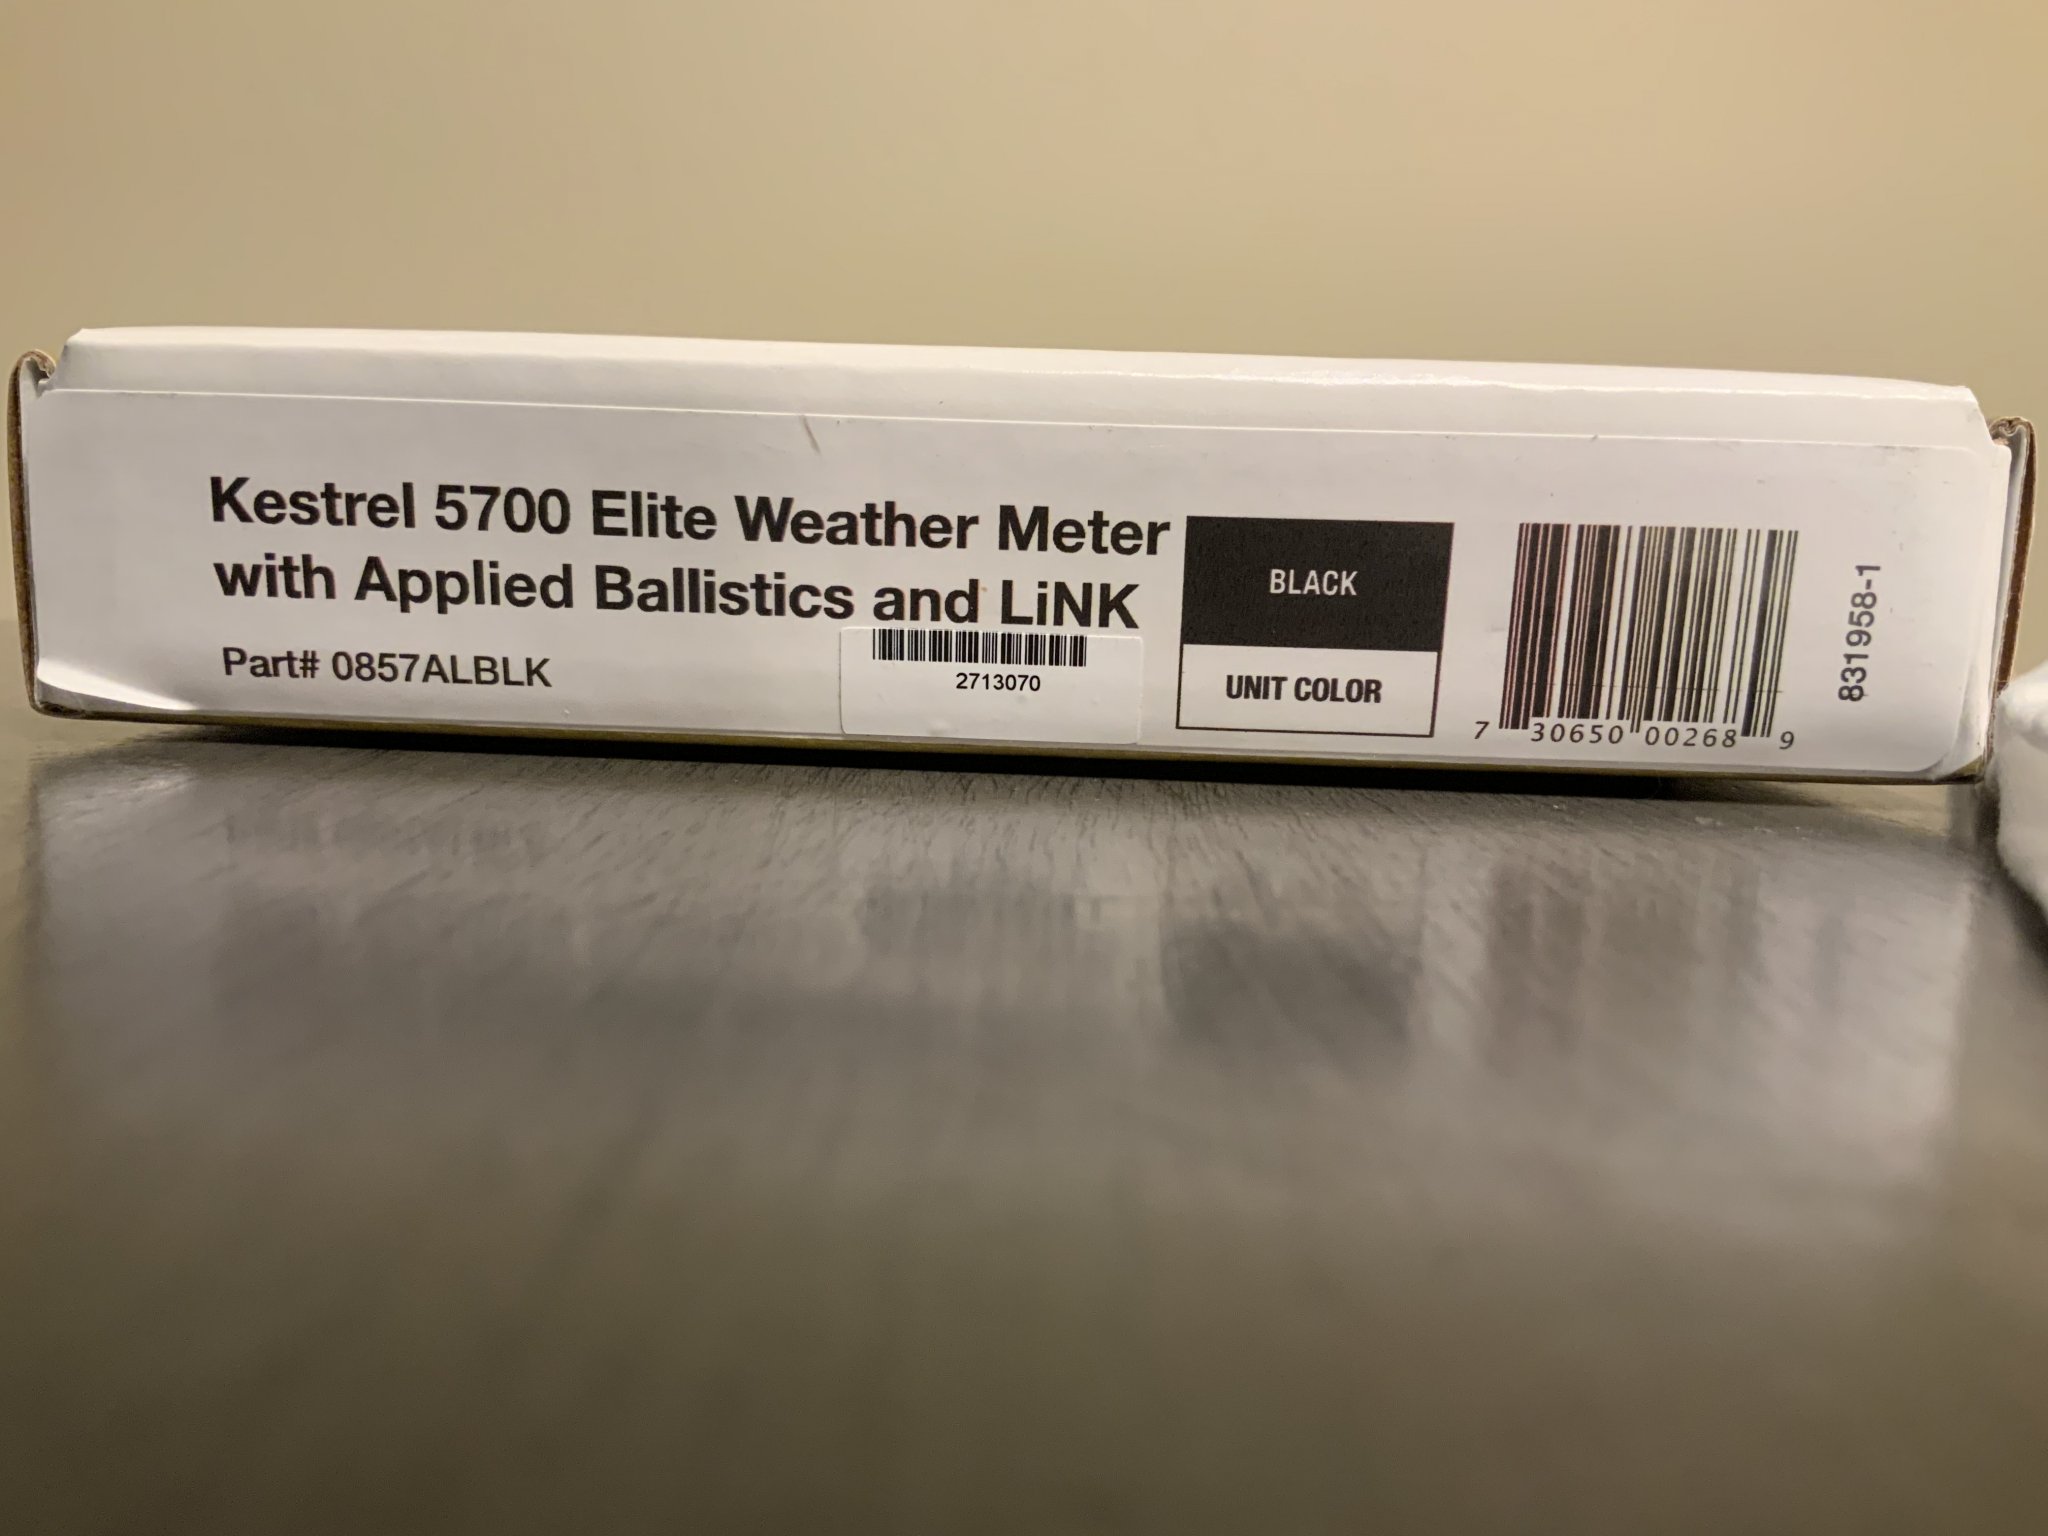 Kestrel 5700 Elite Weather Meter
with Applied Ballistics and LiNK
Part# 0857ALBLK
2713070
BLACK
UNIT COLOR
7 30650 00268 9
831958-1